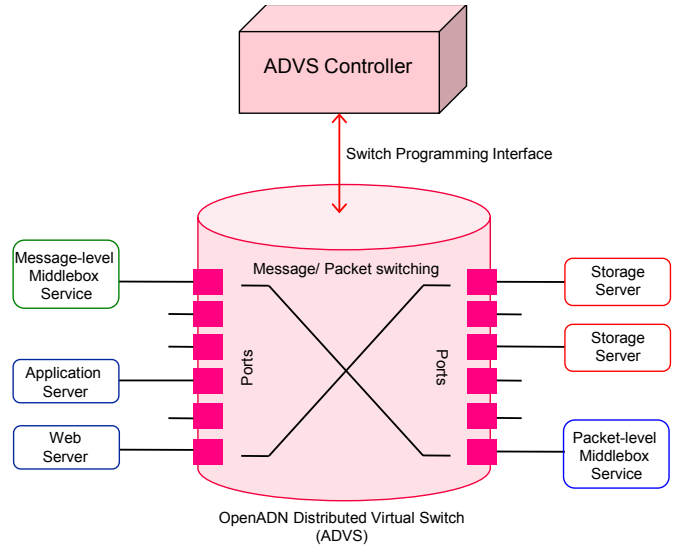 ADVS Controller
Switch Programming Interface
Message-level
Middlebox
Service
Message/ Packet switching
Storage
Server
Ports
Ports
Storage
Server
Application
Server
Web
Server
Packet-level
Middlebox
Service
OpenADN Distributed Virtual Switch
(ADVS)